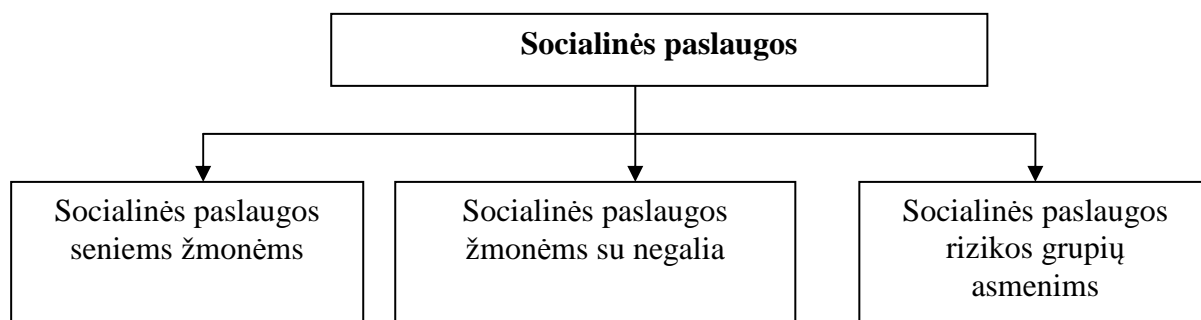 Socialinės paslaugos
Socialinės paslaugos
seniems žmonėms
Socialinės paslaugos
žmonėms su negalia
Socialinės paslaugos
rizikos grupių
asmenims